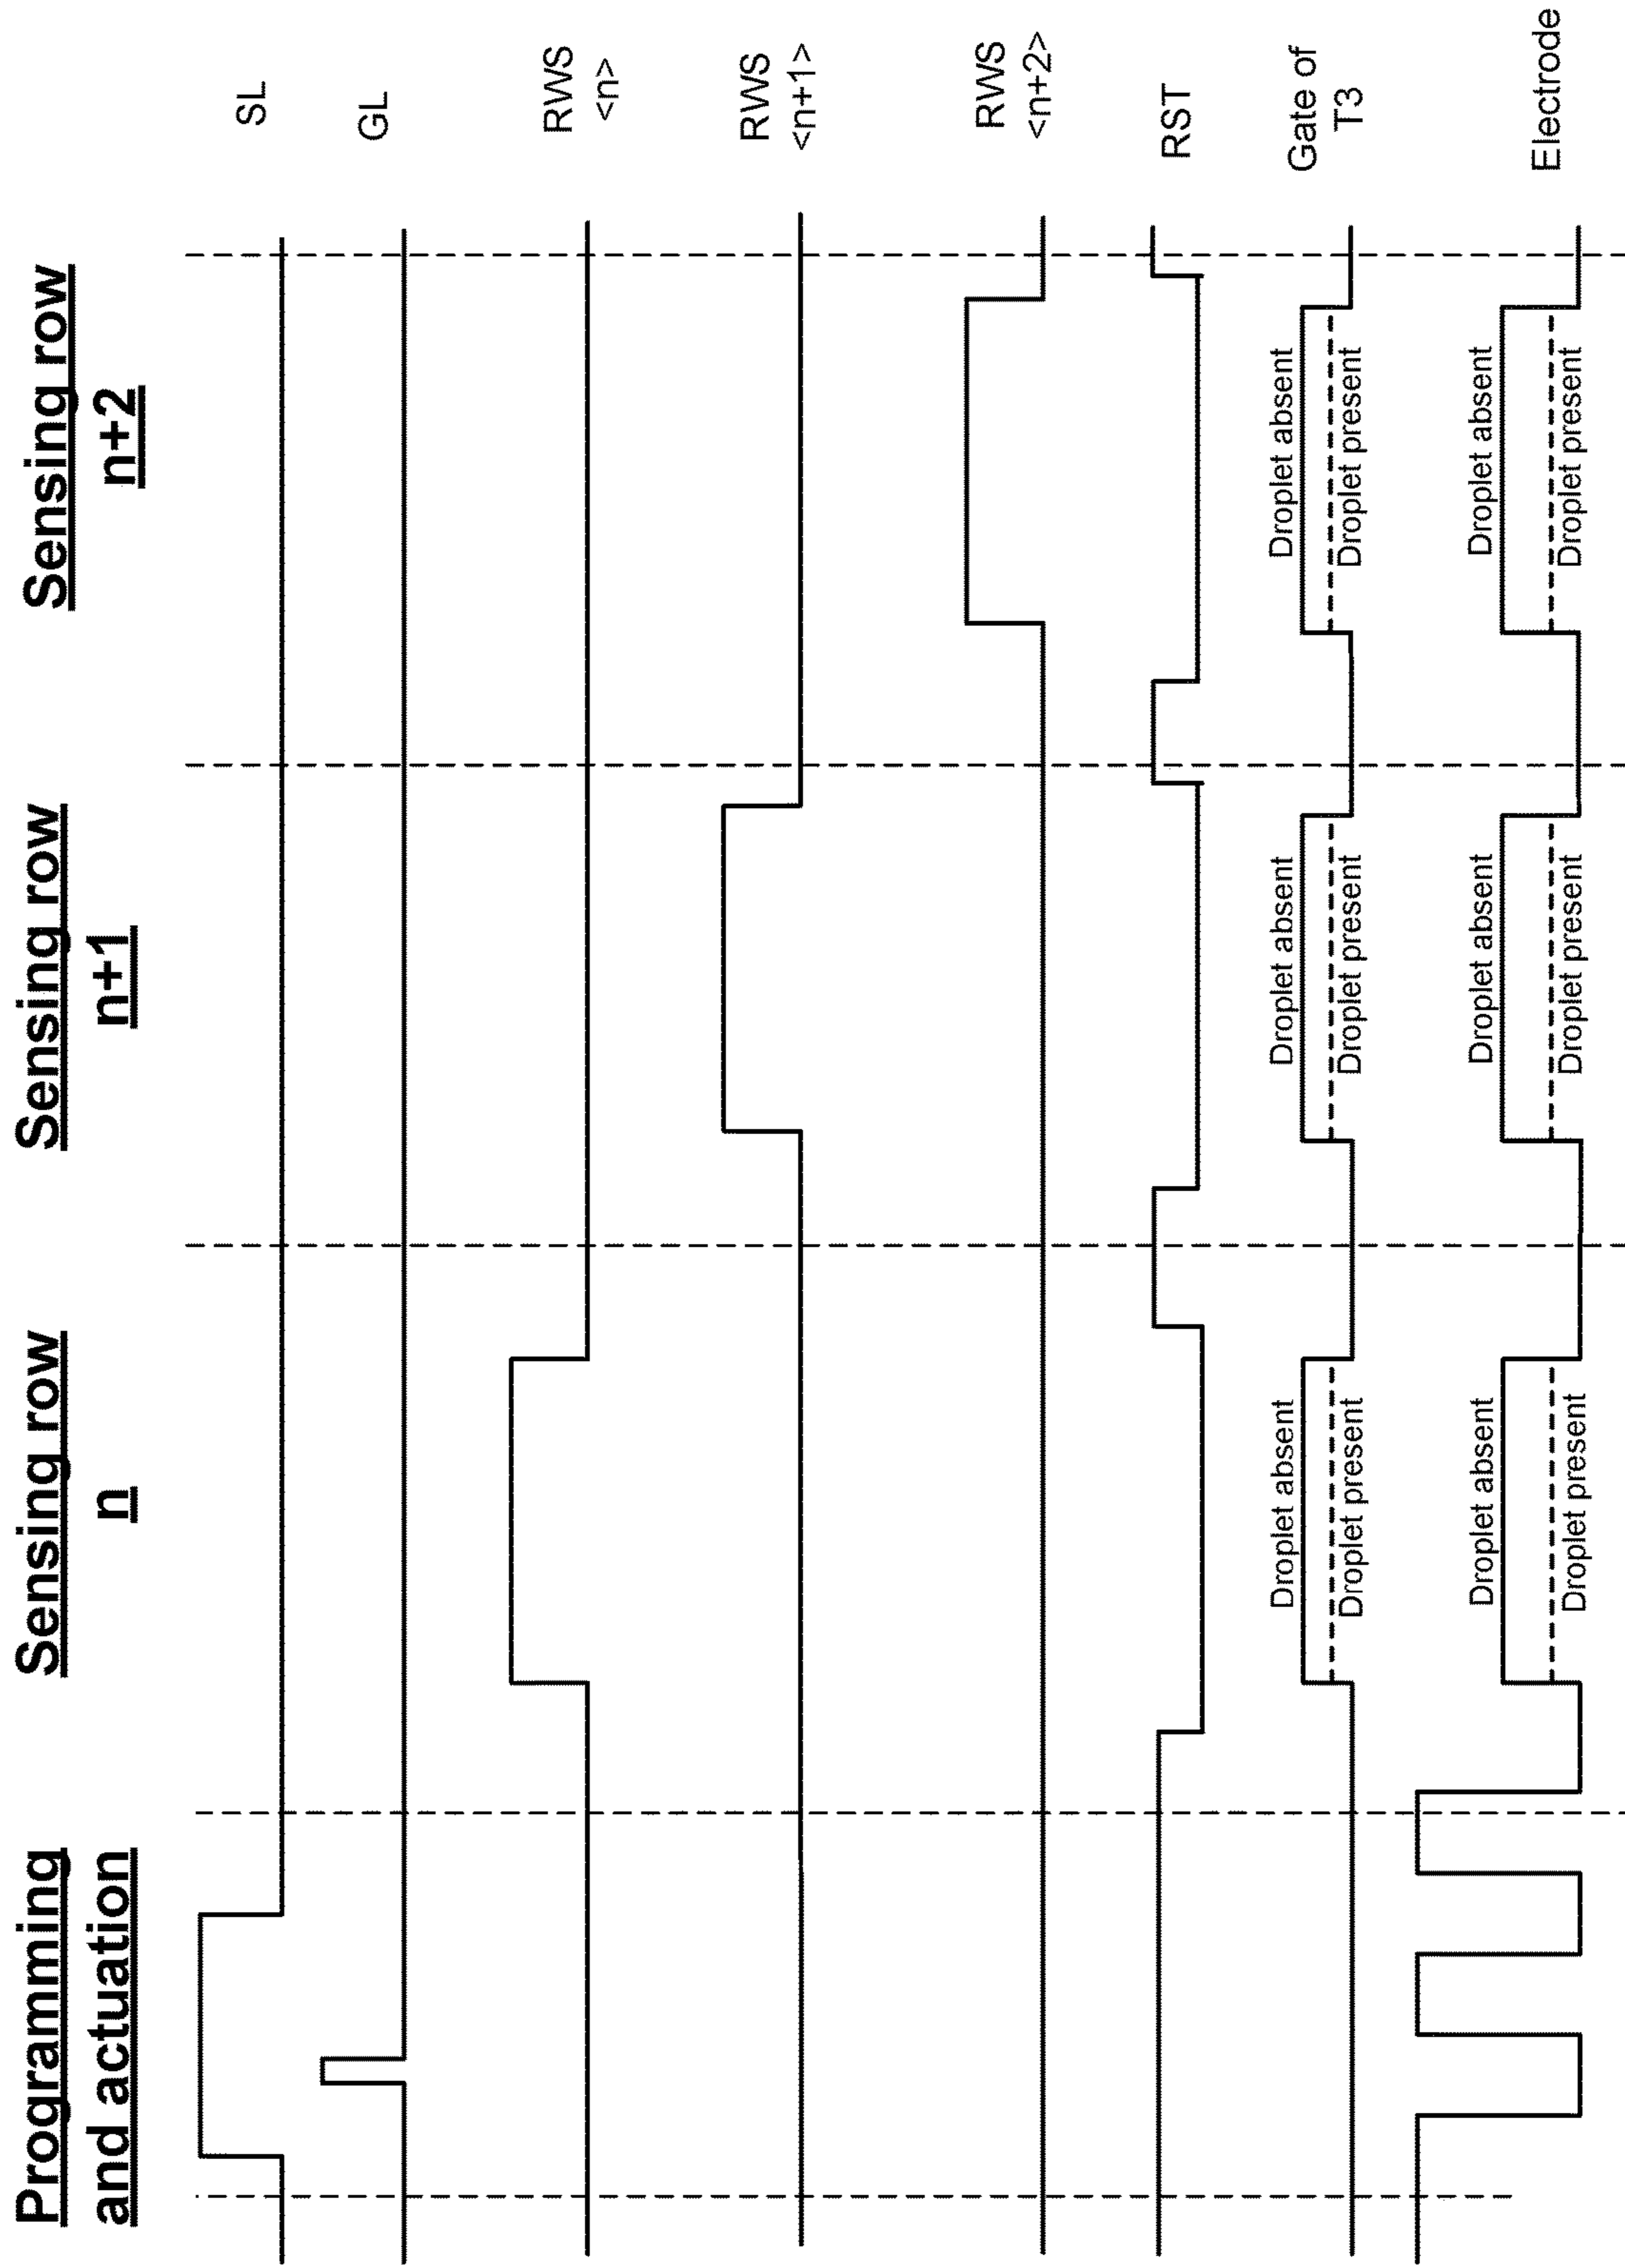 Programming
and actuation
Sensing row
n
Sensing row
n+1
Sensing row
n+2
SL
GL
RWS
<n>
RWS
<n+1>
RWS
<n+2>
RST
Droplet absent
Droplet present
Droplet absent
Droplet present
Droplet absent
Droplet present
Gate of
T3
Droplet absent
Droplet present
Droplet absent
Droplet present
Droplet absent
Droplet present
Electrode